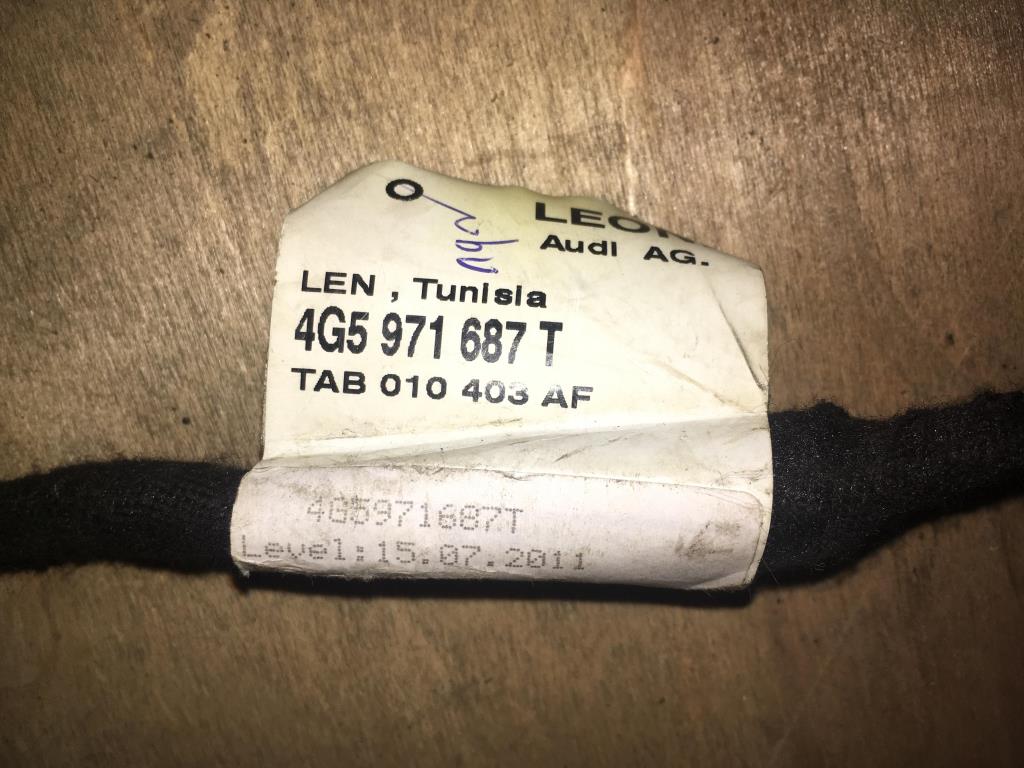 LEON
Audi AG.
LEN , Tunisia
4G5 971 687 T
TAB 010 403 AF
4G5971687T
Level:15.07.2011